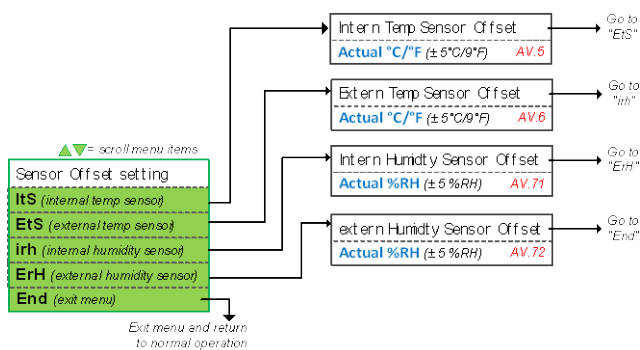 Intern Temp Sensor Offset
Actual °C/°F (± 5°C/9°F) AV.5
Go to
"EtS"
Extern Temp Sensor Offset
Actual °C/°F (± 5°C/9°F) AV.6
Go to
"irh"
= scroll menu items
Sensor Offset setting
ItS (internal temp sensor)
EtS (external temp sensor)
irh (internal humidity sensor)
ErH (external humidity sensor)
End (exit menu)
Intern Humidty Sensor Offset
Actual %RH (± 5 %RH) AV.71
Go to
"ErH"
extern Humidty Sensor Offset
Actual %RH (± 5 %RH) AV.72
Go to
"End"
Exit menu and return
to normal operation